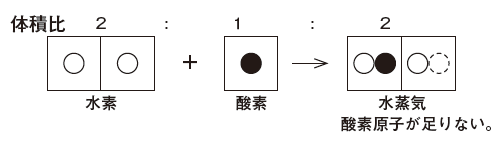 体積比 2 : 1 : 2
+ →
水素 酸素 水蒸気
酸素原子が足りない。